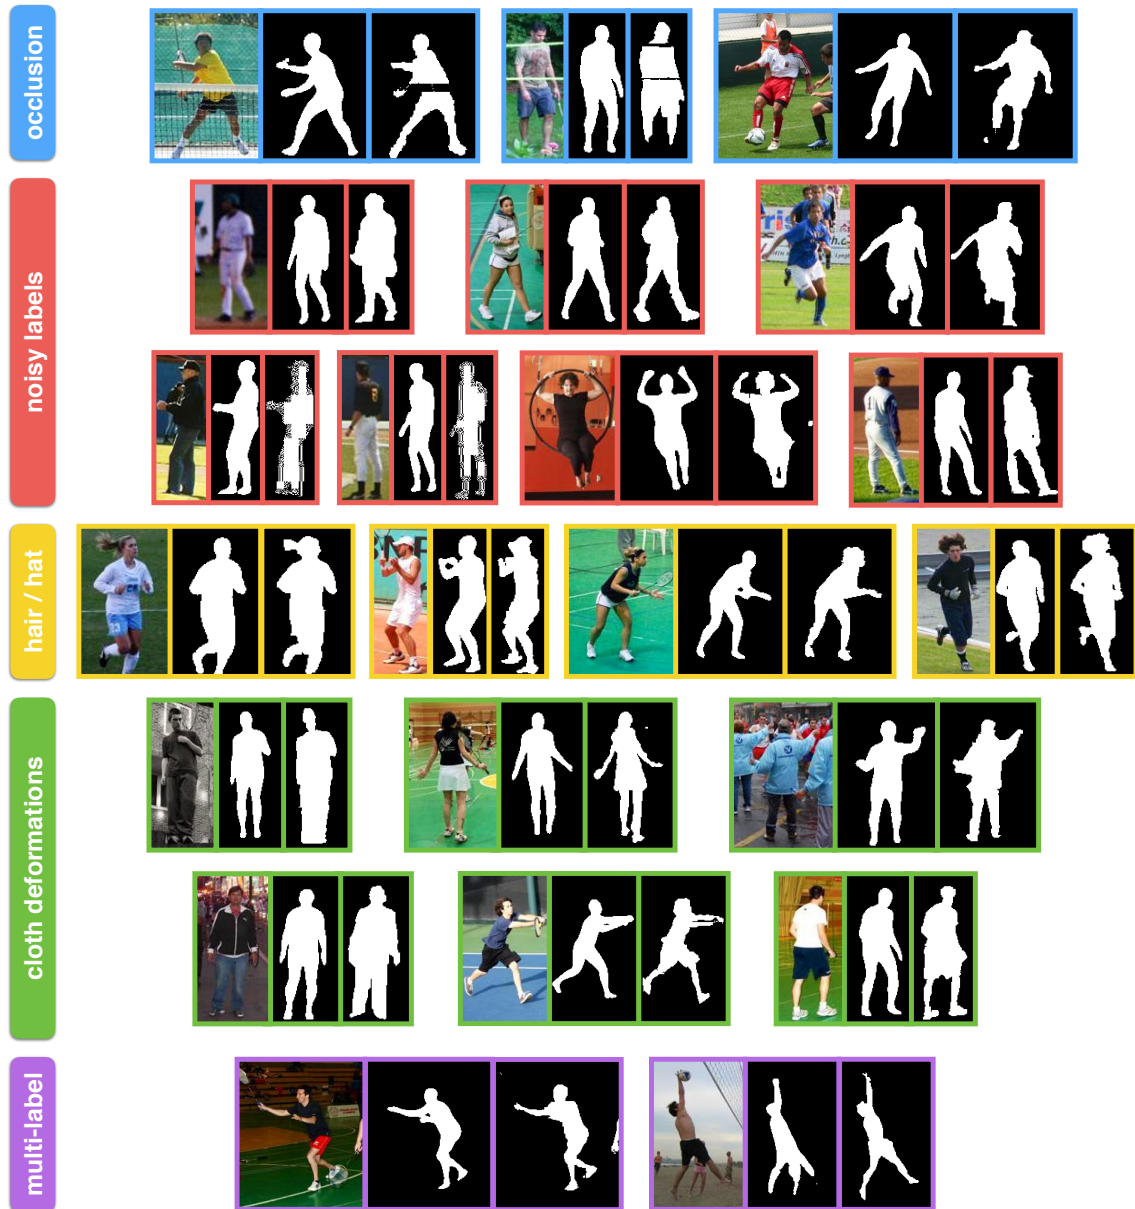 occlusion
noisy labels
hair / hat
cloth deformations
multi-label